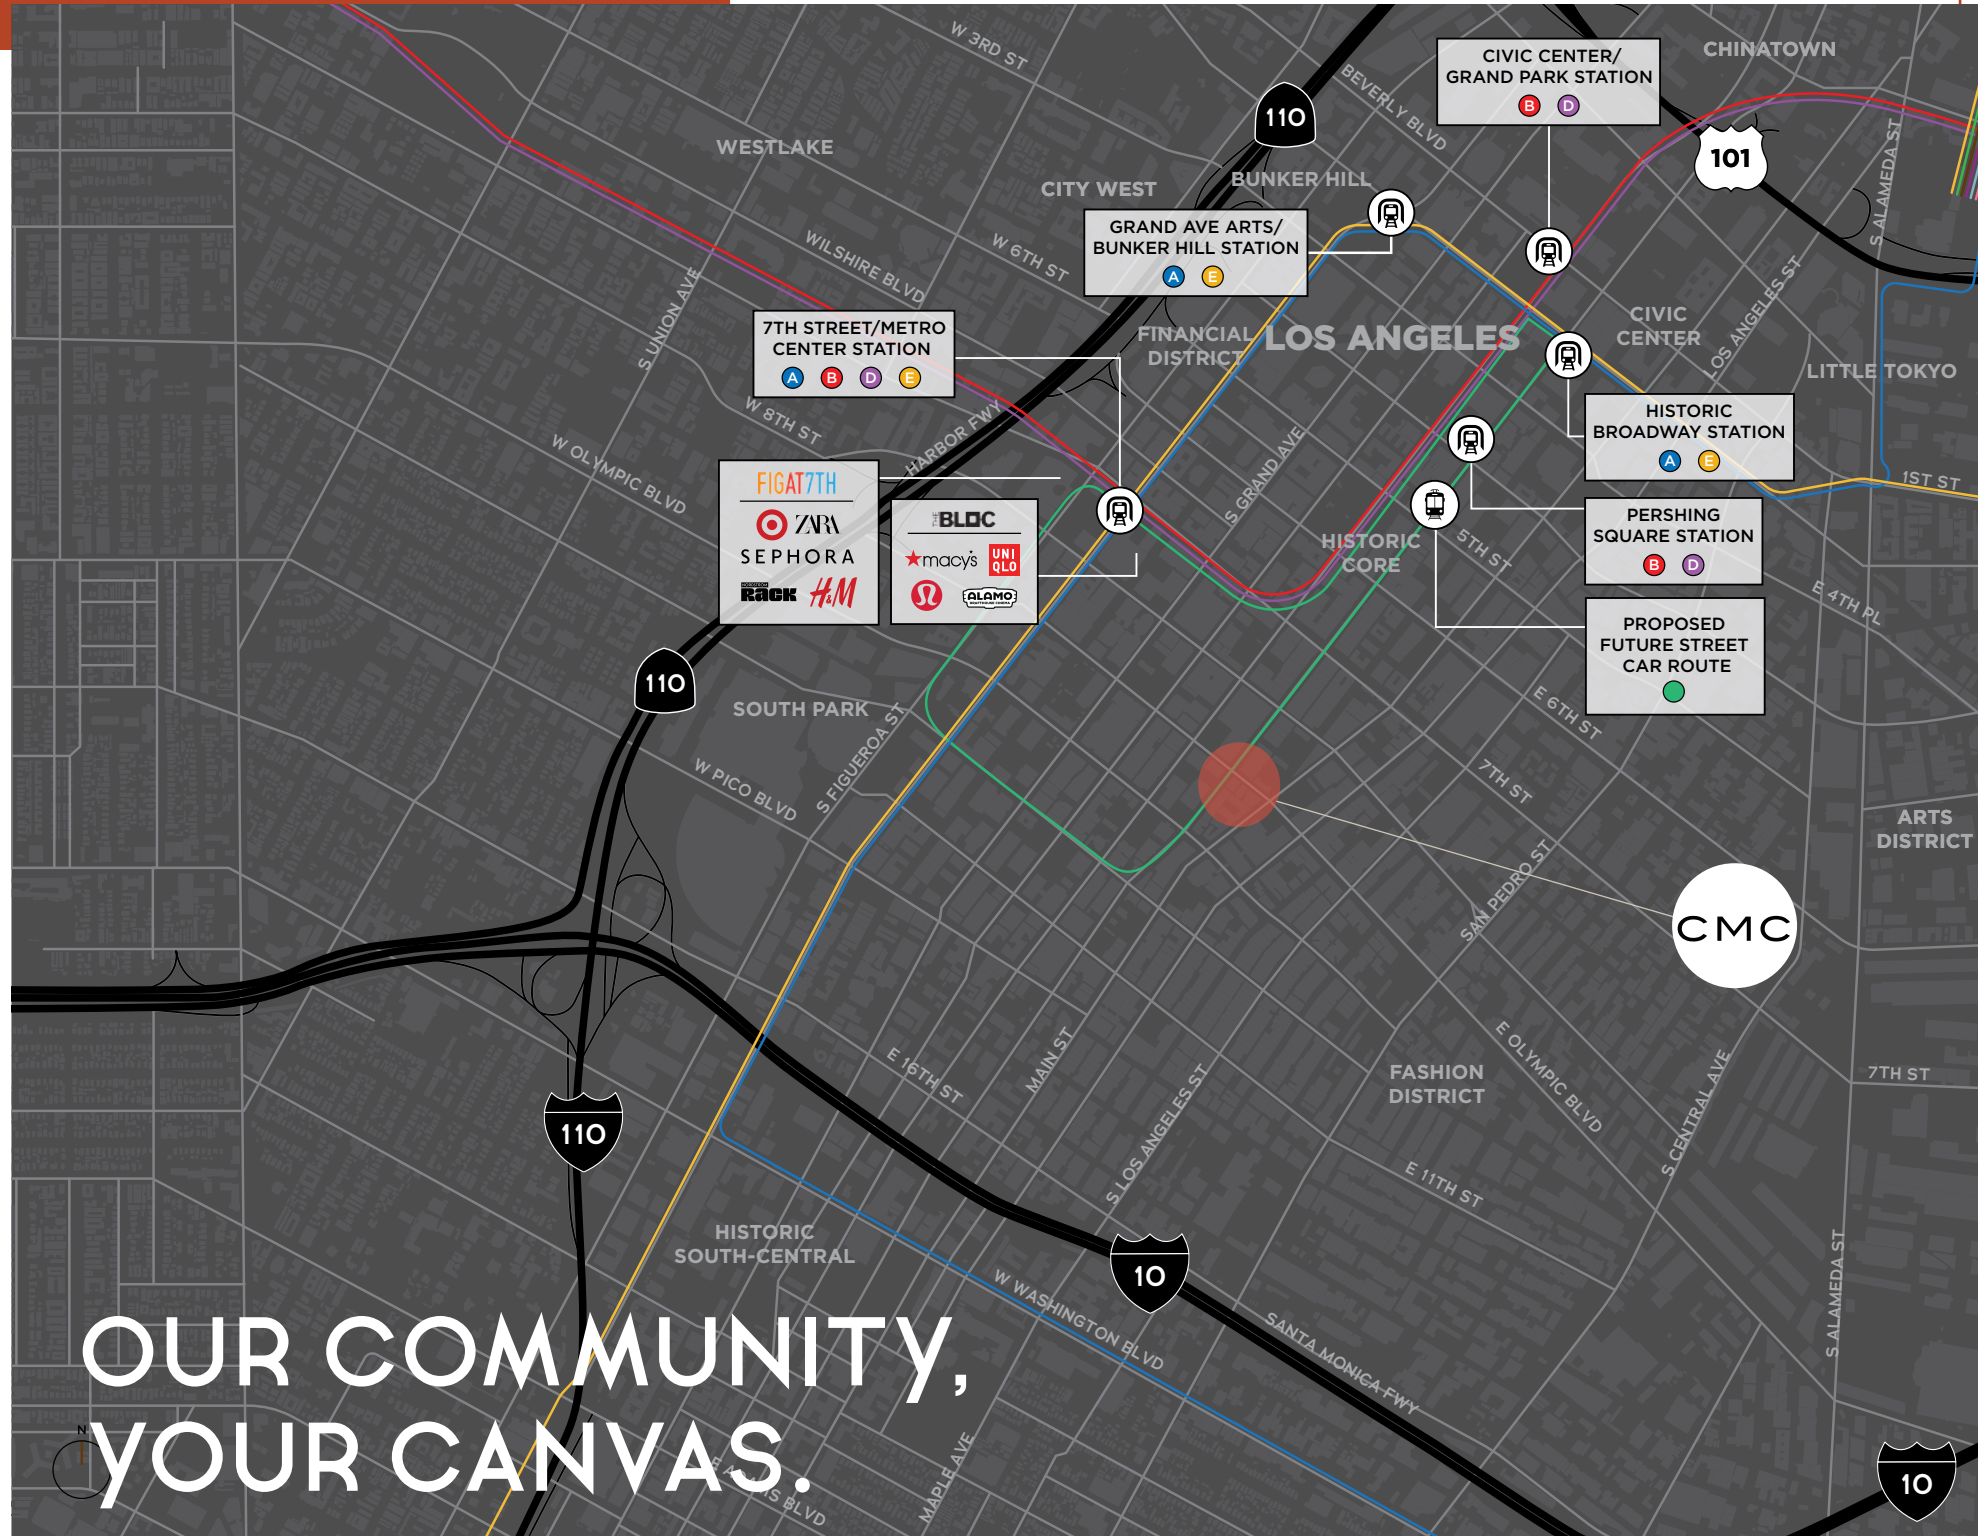 W 3RD ST
BEVERLY BLVD
CIVIC CENTER/
GRAND PARK STATION
B D
CHINATOWN
110
101
WESTLAKE
CITY WEST
BUNKER HILL
S ALAMEDA ST
GRAND AVE ARTS/
BUNKER HILL STATION
A E
WILSHIRE BLVD
W 6TH ST
S UNION AVE
7TH STREET/METRO
CENTER STATION
A B D E
FINANCIAL
DISTRICT
LOS ANGELES
CIVIC
CENTER
LOS ANGELES ST
LITTLE TOKYO
W 8TH ST
HARBOR FWY
W OLYMPIC BLVD
HISTORIC
BROADWAY STATION
A E
1ST ST
S GRAND AVE
FIGAT7TH
ZARA
SEPHORA
NORDSTROM
RACK
H&M
THE BLOC
macy's
UNI
QLO
ALAMO
DRAFTHOUSE CINEMA
HISTORIC
CORE
5TH ST
PERSHING
SQUARE STATION
B D
E 4TH PL
PROPOSED
FUTURE STREET
CAR ROUTE
110
SOUTH PARK
S FIGUEROA ST
W PICO BLVD
E 6TH ST
7TH ST
ARTS
DISTRICT
SAN PEDRO ST
CMC
E 16TH ST
MAIN ST
S LOS ANGELES ST
FASHION
DISTRICT
E OLYMPIC BLVD
S CENTRAL AVE
7TH ST
110
E 11TH ST
HISTORIC
SOUTH-CENTRAL
10
W WASHINGTON BLVD
SANTA MONICA FWY
S ALAMEDA ST
OUR COMMUNITY,
YOUR CANVAS.
N
E ADAMS BLVD
MAPLE AVE
10